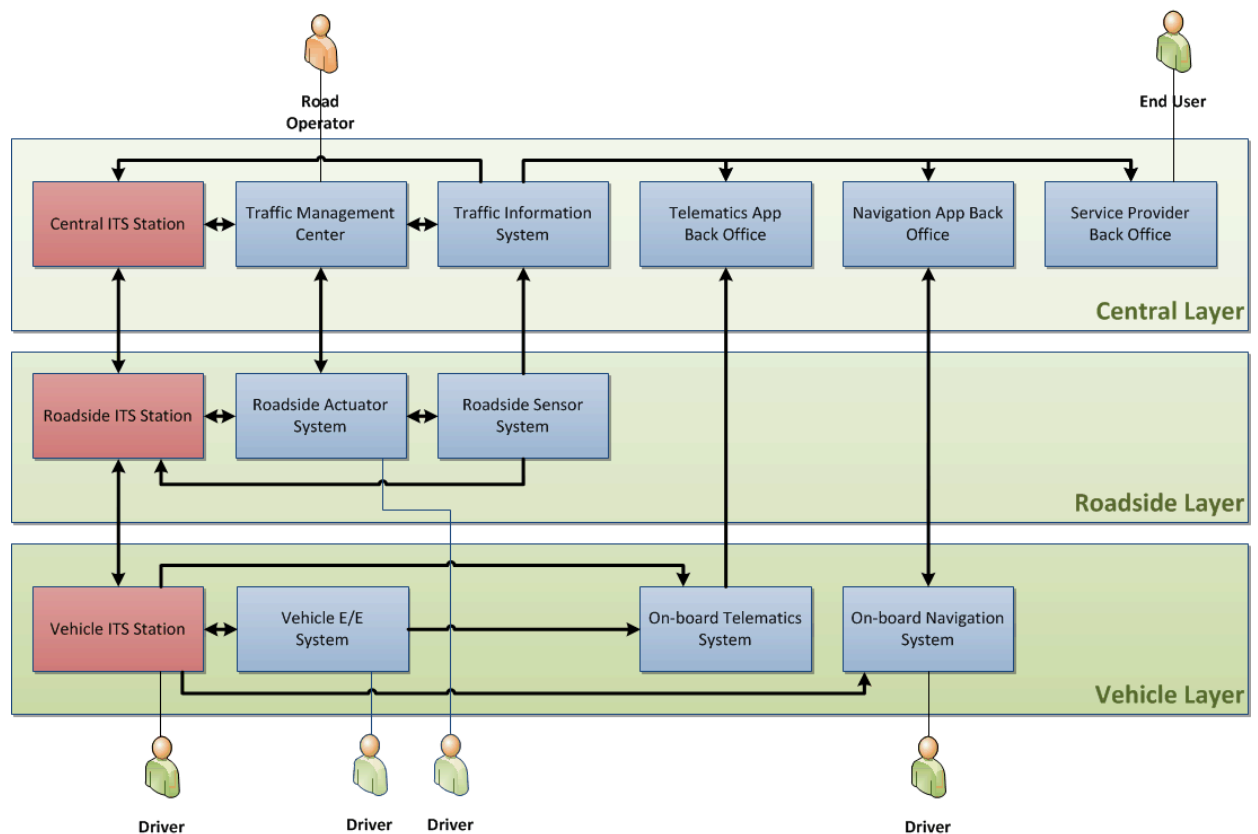 Road
Operator
End User
Central ITS Station
Traffic Management
Center
Traffic Information
System
Telematics App
Back Office
Navigation App Back
Office
Service Provider
Back Office
Central Layer
Roadside ITS Station
Roadside Actuator
System
Roadside Sensor
System
Roadside Layer
Vehicle ITS Station
Vehicle E/E
System
On-board Telematics
System
On-board Navigation
System
Vehicle Layer
Driver
Driver
Driver
Driver